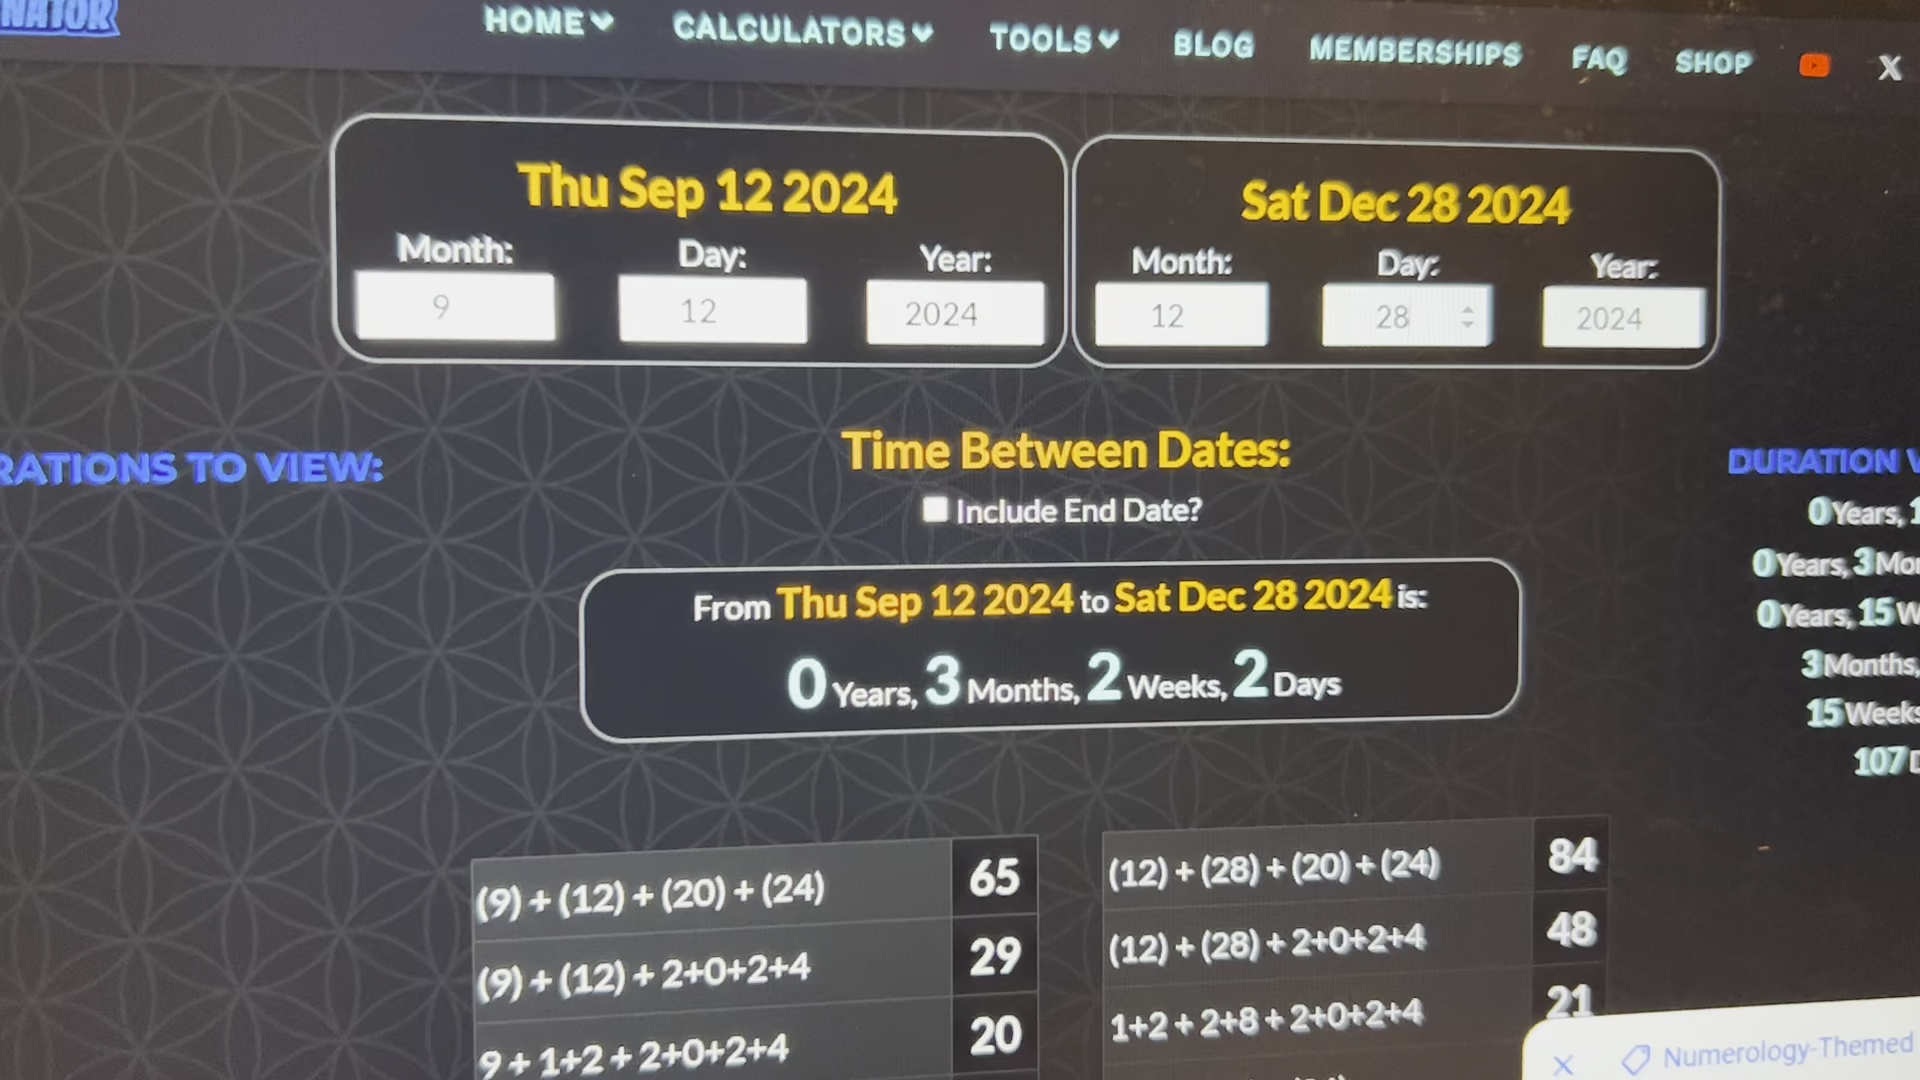 NATOR
HOME CALCULATORS TOOLS BLOG MEMBERSHIPS FAQ SHOP X
Thu Sep 12 2024
Month: Day: Year:
9 12 2024
Sat Dec 28 2024
Month: Day: Year:
12 28 2024
RATIONS TO VIEW:
Time Between Dates:
Include End Date?
From Thu Sep 12 2024 to Sat Dec 28 2024 is:
0 Years, 3 Months, 2 Weeks, 2 Days
DURATION V
0 Years, 1
0 Years, 3 Mon
0 Years, 15 W
3 Months,
15 Weeks
107 D
(9) + (12) + (20) + (24) 65
(9) + (12) + 2+0+2+4 29
9 + 1+2 + 2+0+2+4 20
(12) + (28) + (20) + (24) 84
(12) + (28) + 2+0+2+4 48
1+2 + 2+8 + 2+0+2+4 21
Numerology-Themed